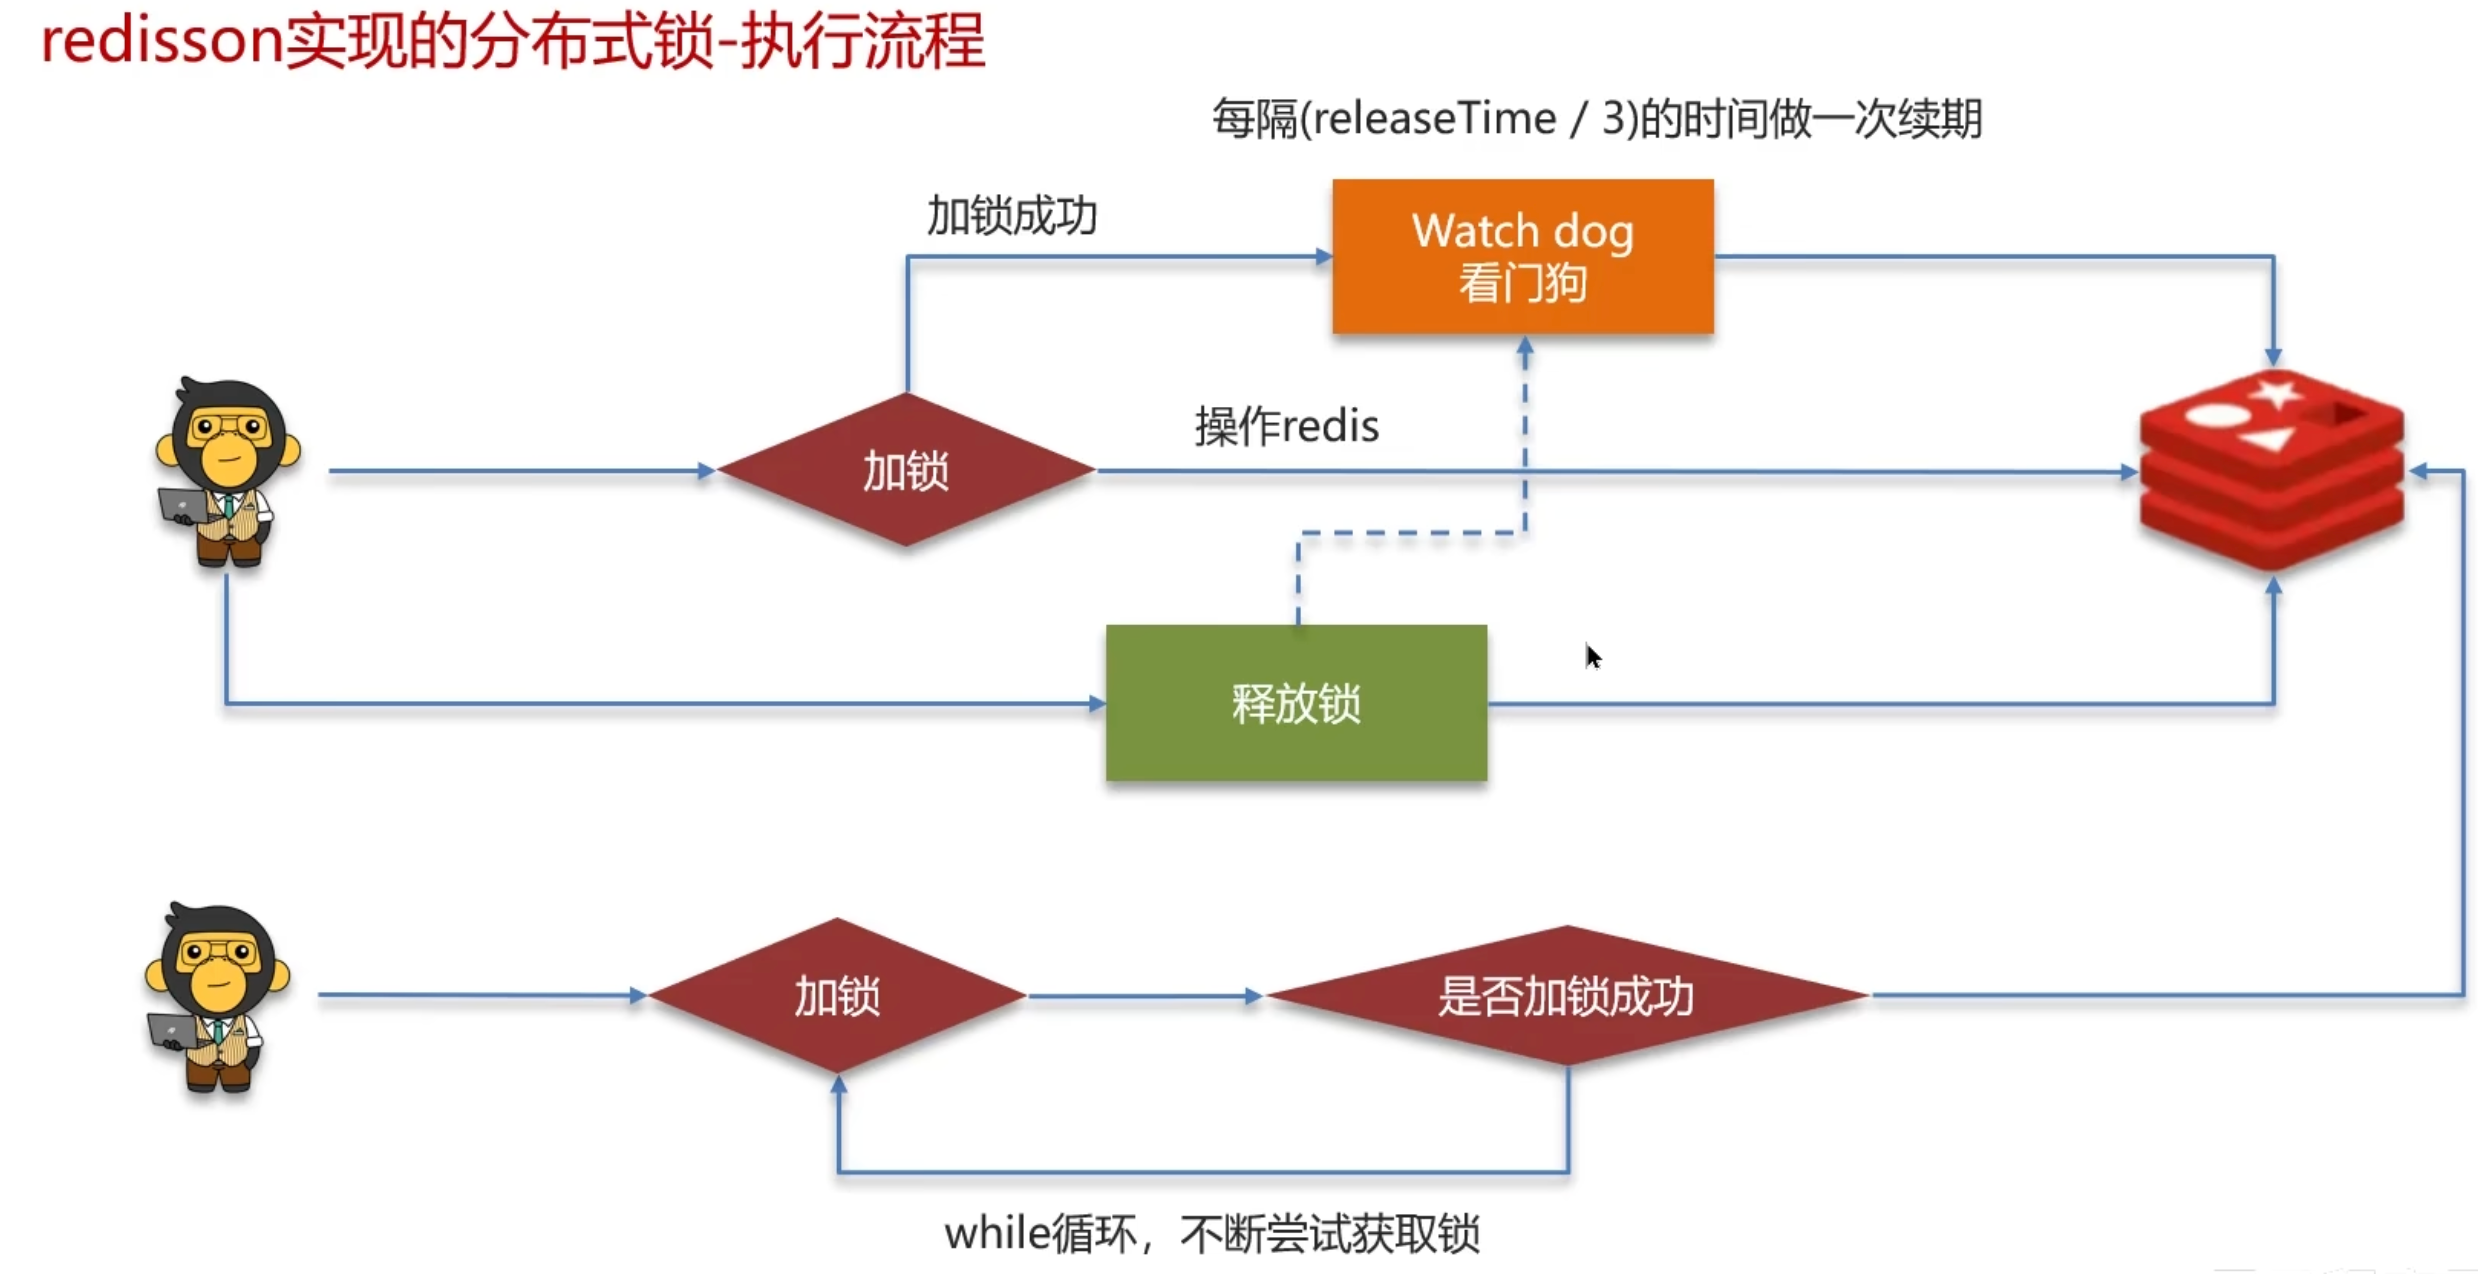 redisson实现的分布式锁-执行流程
每隔(releaseTime / 3)的时间做一次续期
加锁成功
Watch dog
看门狗
操作redis
加锁
释放锁
加锁
是否加锁成功
while循环，不断尝试获取锁